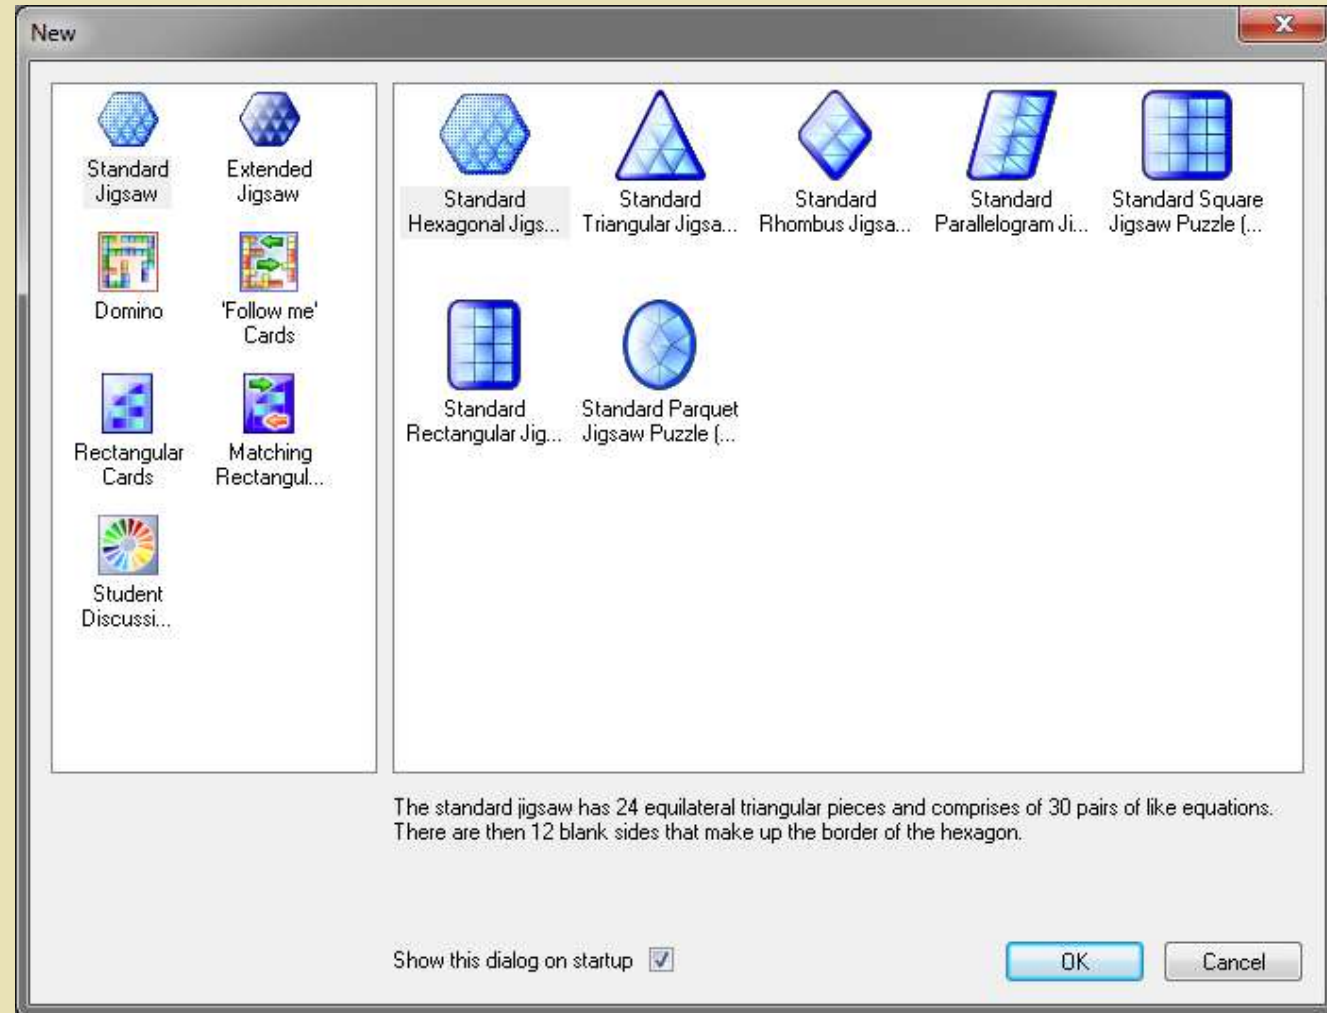 New
Standard
Jigsaw
Extended
Jigsaw
Domino
'Follow me'
Cards
Rectangular
Cards
Matching
Rectangul...
Student
Discussi...
Standard
Hexagonal Jigs...
Standard
Triangular Jigsa...
Standard
Rhombus Jigsa...
Standard
Parallelogram Ji...
Standard Square
Jigsaw Puzzle (...
Standard
Rectangular Jig...
Standard Parquet
Jigsaw Puzzle (...
The standard jigsaw has 24 equilateral triangular pieces and comprises of 30 pairs of like equations.
There are then 12 blank sides that make up the border of the hexagon.
Show this dialog on startup
OK
Cancel